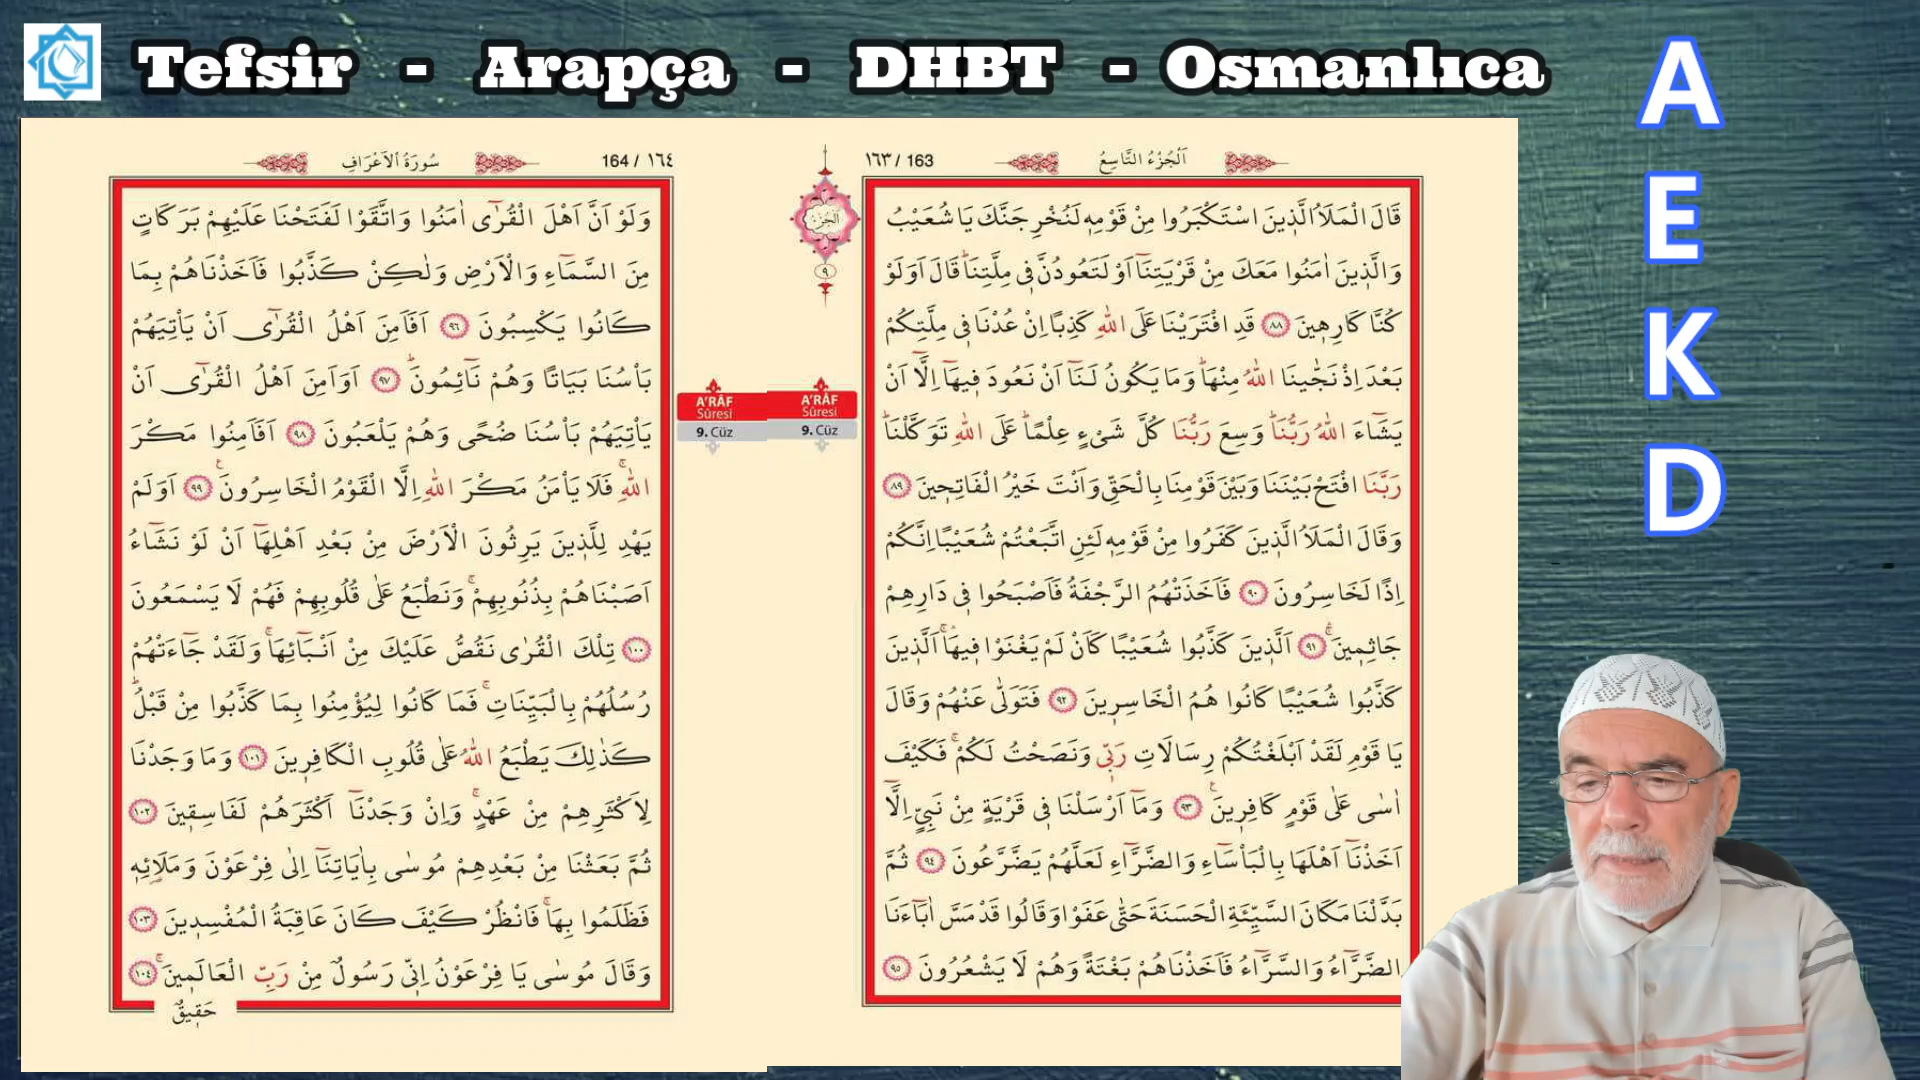 Tefsir - Arapça - DHBT - Osmanlıca
A
E
K
D
١٦٣ / 163
اَلْجُزْءُ التَّاسِعُ
قَالَ الْمَلَاُ الَّذ۪ينَ اسْتَكْبَرُوا مِنْ قَوْمِه۪ لَنُخْرِجَنَّكَ يَا شُعَيْبُ
وَالَّذ۪ينَ اٰمَنُوا مَعَكَ مِنْ قَرْيَتِنَٓا اَوْ لَتَعُودُنَّ ف۪ي مِلَّتِنَاۜ قَالَ اَوَلَوْ
كُنَّا كَارِه۪ينَ ٨٨ قَدِ افْتَرَيْنَا عَلَى اللّٰهِ كَذِبًا اِنْ عُدْنَا ف۪ي مِلَّتِكُمْ
بَعْدَ اِذْ نَجّٰينَا اللّٰهُ مِنْهَاۜ وَمَا يَكُونُ لَنَٓا اَنْ نَعُودَ ف۪يهَٓا اِلَّٓا اَنْ
يَشَٓاءَ اللّٰهُ رَبُّنَاۜ وَسِعَ رَبُّنَا كُلَّ شَيْءٍ عِلْمًاۜ عَلَى اللّٰهِ تَوَكَّلْنَاۜ
رَبَّنَا افْتَحْ بَيْنَنَا وَبَيْنَ قَوْمِنَا بِالْحَقِّ وَاَنْتَ خَيْرُ الْفَاتِح۪ينَ ٨٩
وَقَالَ الْمَلَاُ الَّذ۪ينَ كَفَرُوا مِنْ قَوْمِه۪ لَئِنِ اتَّبَعْتُمْ شُعَيْبًا اِنَّكُمْ
اِذًا لَخَاسِرُونَ ٩٠ فَاَخَذَتْهُمُ الرَّجْفَةُ فَاَصْبَحُوا ف۪ي دَارِهِمْ
جَاثِم۪ينَۚ ٩١ اَلَّذ۪ينَ كَذَّبُوا شُعَيْبًا كَاَنْ لَمْ يَغْنَوْا ف۪يهَاۚ اَلَّذ۪ينَ
كَذَّبُوا شُعَيْبًا كَانُوا هُمُ الْخَاسِر۪ينَ ٩٢ فَتَوَلّٰى عَنْهُمْ وَقَالَ
يَا قَوْمِ لَقَدْ اَبْلَغْتُكُمْ رِسَالَاتِ رَبّ۪ي وَنَصَحْتُ لَكُمْۚ فَكَيْفَ
اٰسٰى عَلٰى قَوْمٍ كَافِر۪ينَ۟ ٩٣ وَمَٓا اَرْسَلْنَا ف۪ي قَرْيَةٍ مِنْ نَبِيٍّ اِلَّٓا
اَخَذْنَٓا اَهْلَهَا بِالْبَأْسَٓاءِ وَالضَّرَّٓاءِ لَعَلَّهُمْ يَضَّرَّعُونَ ٩٤ ثُمَّ
بَدَّلْنَا مَكَانَ السَّيِّئَةِ الْحَسَنَةَ حَتّٰى عَفَوْا وَقَالُوا قَدْ مَسَّ اٰبَٓاءَنَا
الضَّرَّٓاءُ وَالسَّرَّٓاءُ فَاَخَذْنَاهُمْ بَغْتَةً وَهُمْ لَا يَشْعُرُونَ ٩٥
اَلْجُزْءُ
٩
A'RÂF
Sûresi
9. Cüz
A'RÂF
Sûresi
9. Cüz
164 / ١٦٤
سُورَةُ الْاَعْرَافِ
وَلَوْ اَنَّ اَهْلَ الْقُرٰٓى اٰمَنُوا وَاتَّقَوْا لَفَتَحْنَا عَلَيْهِمْ بَرَكَاتٍ
مِنَ السَّمَٓاءِ وَالْاَرْضِ وَلٰكِنْ كَذَّبُوا فَاَخَذْنَاهُمْ بِمَا
كَانُوا يَكْسِبُونَ ٩٦ اَفَاَمِنَ اَهْلُ الْقُرٰٓى اَنْ يَأْتِيَهُمْ
بَأْسُنَا بَيَاتًا وَهُمْ نَٓائِمُونَۜ ٩٧ اَوَاَمِنَ اَهْلُ الْقُرٰٓى اَنْ
يَأْتِيَهُمْ بَأْسُنَا ضُحًى وَهُمْ يَلْعَبُونَ ٩٨ اَفَاَمِنُوا مَكْرَ
اللّٰهِۚ فَلَا يَأْمَنُ مَكْرَ اللّٰهِ اِلَّا الْقَوْمُ الْخَاسِرُونَ۟ ٩٩ اَوَلَمْ
يَهْدِ لِلَّذ۪ينَ يَرِثُونَ الْاَرْضَ مِنْ بَعْدِ اَهْلِهَٓا اَنْ لَوْ نَشَٓاءُ
اَصَبْنَاهُمْ بِذُنُوبِهِمْۚ وَنَطْبَعُ عَلٰى قُلُوبِهِمْ فَهُمْ لَا يَسْمَعُونَ
١٠٠ تِلْكَ الْقُرٰى نَقُصُّ عَلَيْكَ مِنْ اَنْبَٓائِهَاۚ وَلَقَدْ جَٓاءَتْهُمْ
رُسُلُهُمْ بِالْبَيِّنَاتِۚ فَمَا كَانُوا لِيُؤْمِنُوا بِمَا كَذَّبُوا مِنْ قَبْلُۜ
كَذٰلِكَ يَطْبَعُ اللّٰهُ عَلٰى قُلُوبِ الْكَافِر۪ينَ ١٠١ وَمَا وَجَدْنَا
لِاَكْثَرِهِمْ مِنْ عَهْدٍۚ وَاِنْ وَجَدْنَٓا اَكْثَرَهُمْ لَفَاسِق۪ينَ ١٠٢
ثُمَّ بَعَثْنَا مِنْ بَعْدِهِمْ مُوسٰى بِاٰيَاتِنَٓا اِلٰى فِرْعَوْنَ وَمَلَا۬ئِه۪
فَظَلَمُوا بِهَاۚ فَانْظُرْ كَيْفَ كَانَ عَاقِبَةُ الْمُفْسِد۪ينَ ١٠٣
وَقَالَ مُوسٰى يَا فِرْعَوْنُ اِنّ۪ي رَسُولٌ مِنْ رَبِّ الْعَالَم۪ينَۚ ١٠٤
حَق۪يقٌ